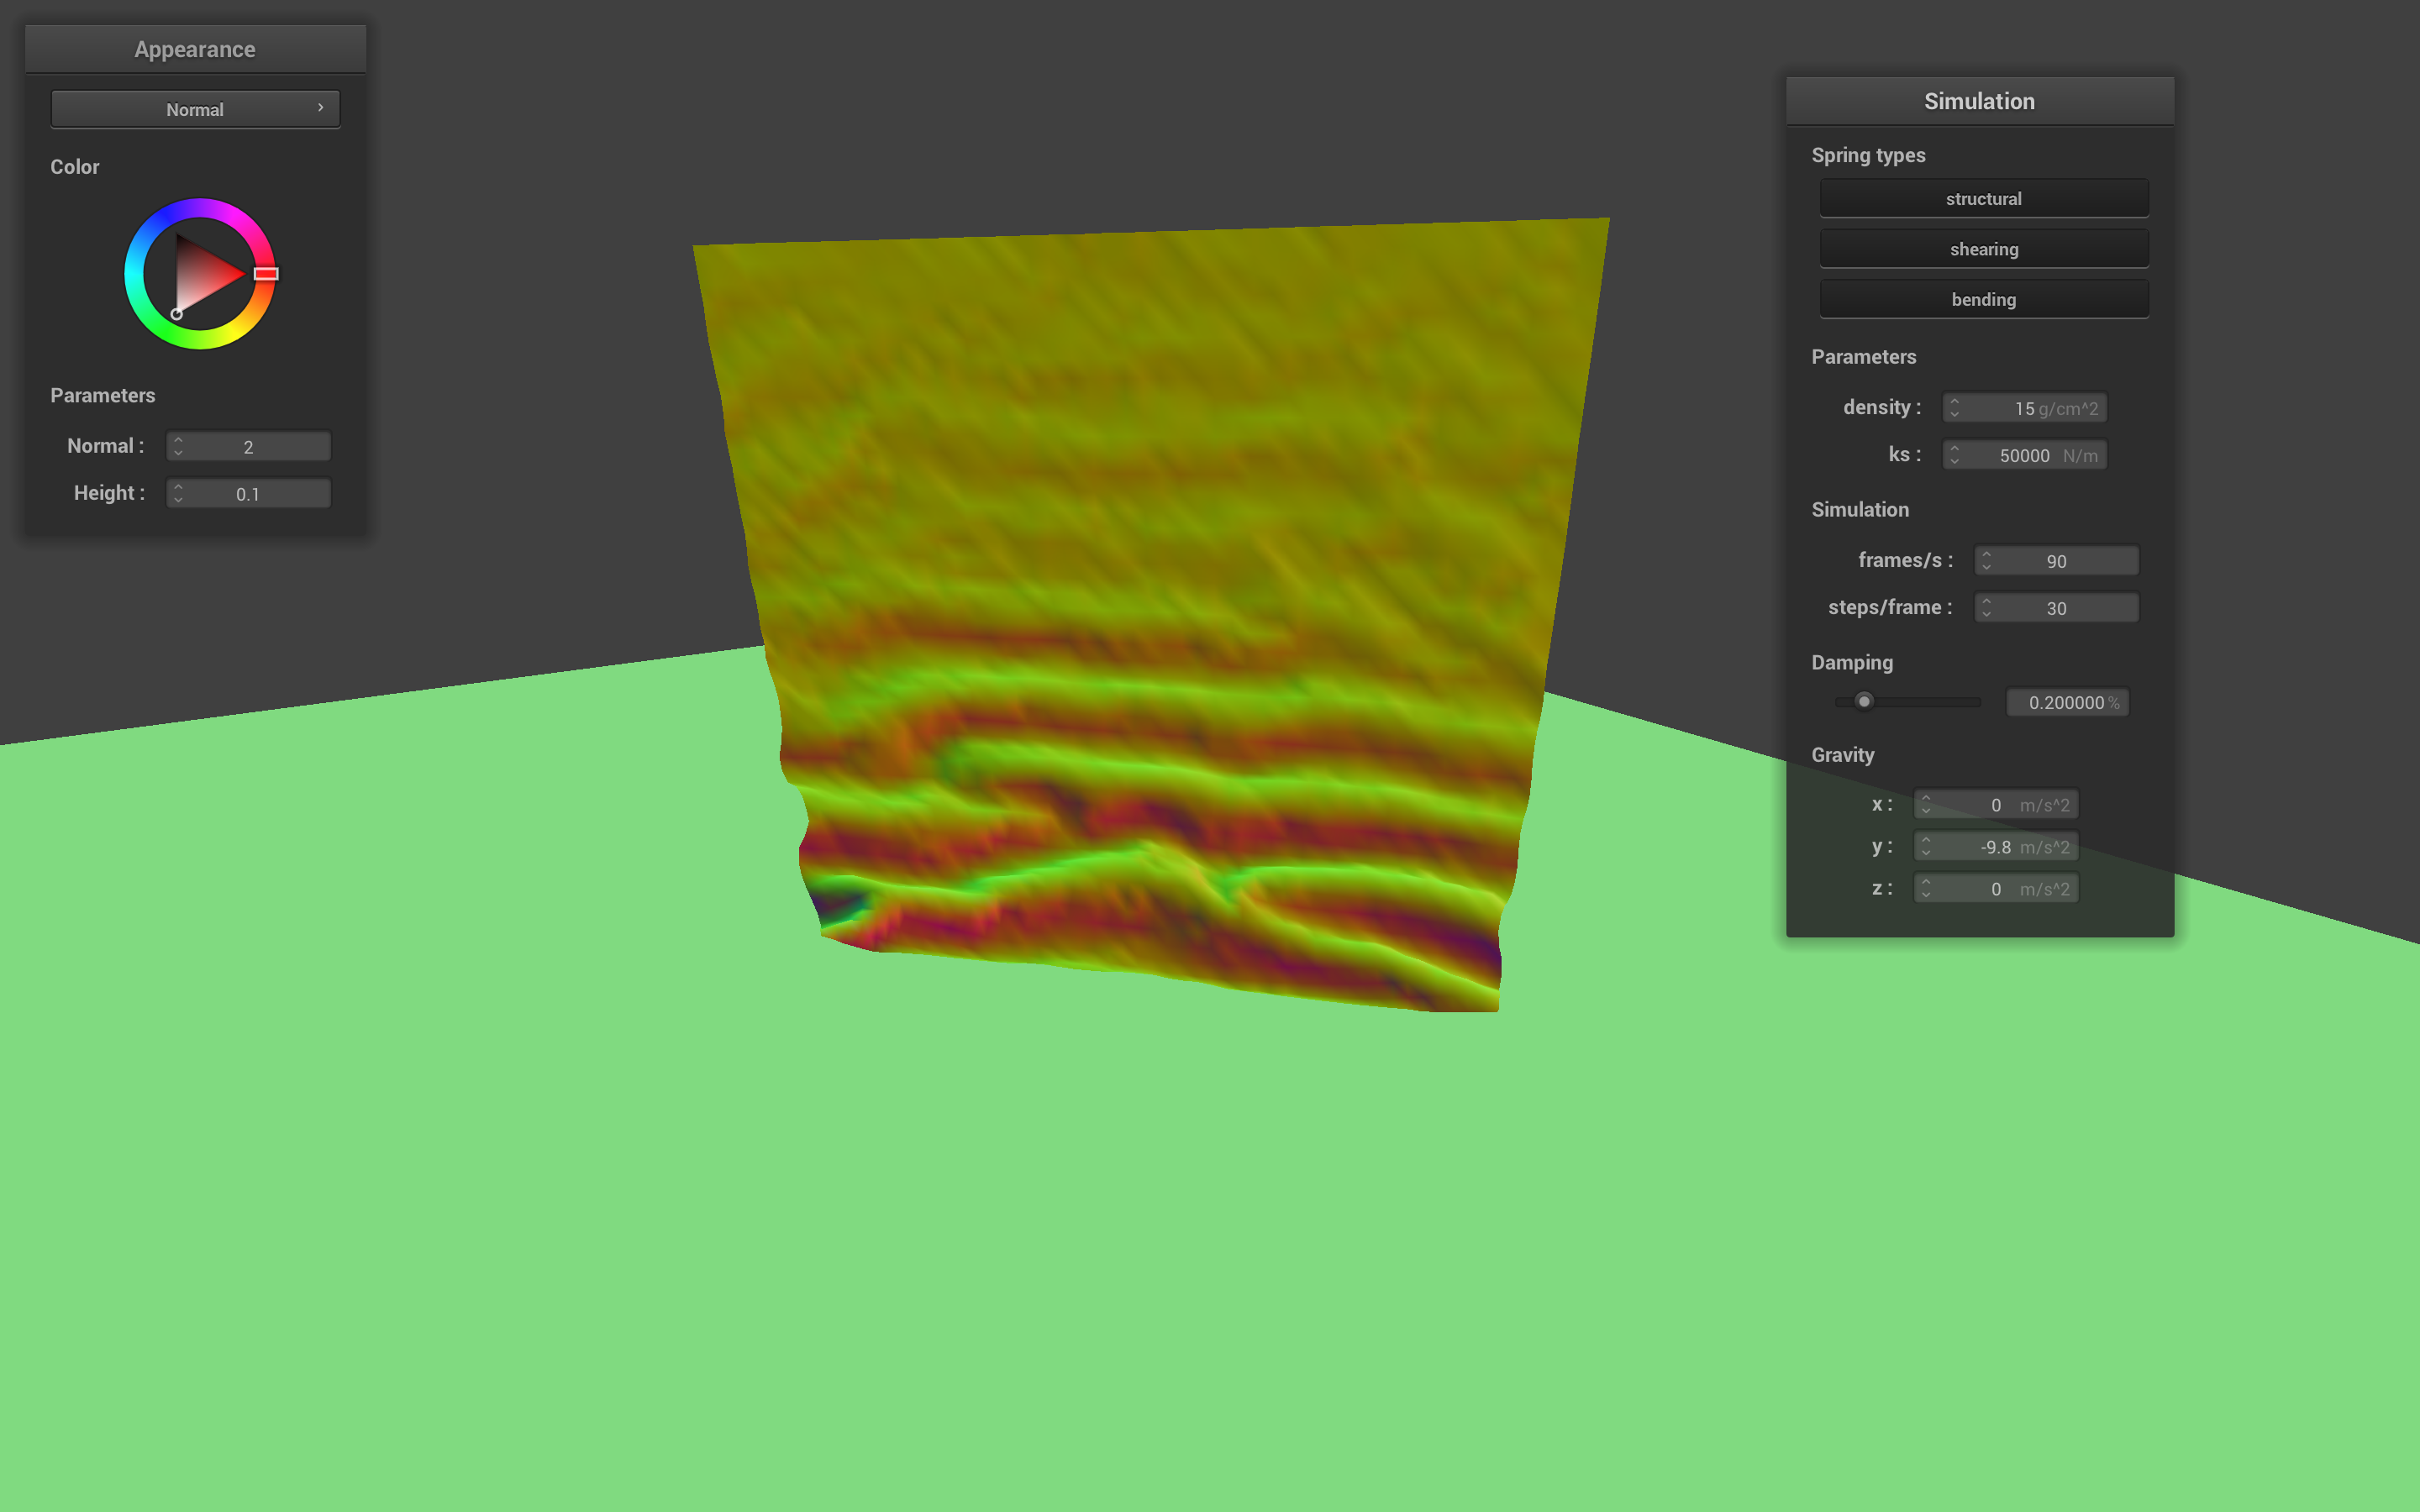 Appearance
Normal
Color
Parameters
Normal : 2
Height : 0.1
Simulation
Spring types
structural
shearing
bending
Parameters
density : 15 g/cm^2
ks : 50000 N/m
Simulation
frames/s : 90
steps/frame : 30
Damping
0.200000 %
Gravity
x : 0 m/s^2
y : -9.8 m/s^2
z : 0 m/s^2